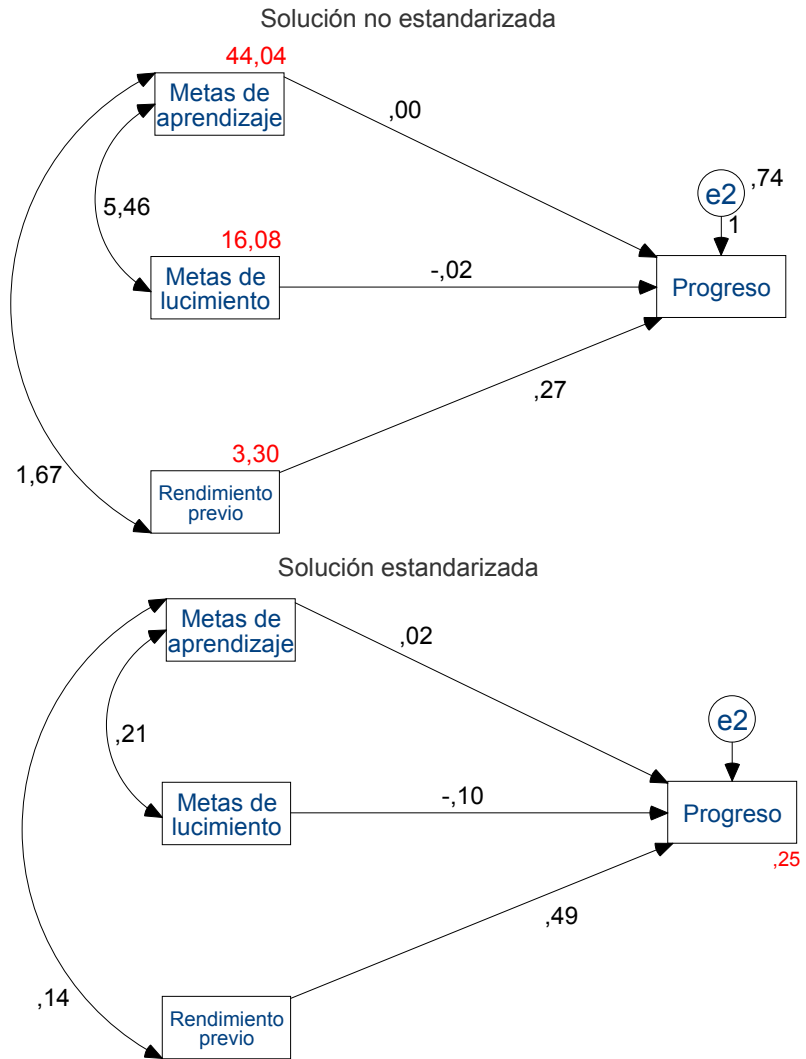 Solución no estandarizada
44,04
Metas de
aprendizaje
,00
e2
,74
1
5,46
16,08
Metas de
lucimiento
-,02
Progreso
,27
3,30
1,67
Rendimiento
previo
Solución estandarizada
Metas de
aprendizaje
,02
e2
,21
Metas de
lucimiento
-,10
Progreso
,25
,49
,14
Rendimiento
previo